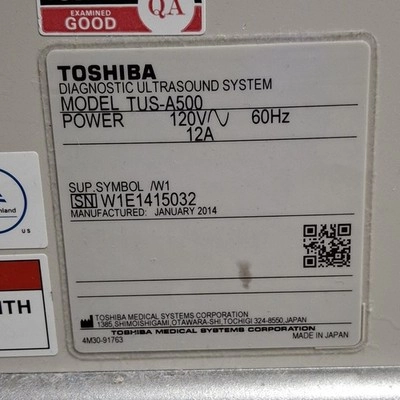 EXAMINED
GOOD
QA
TOSHIBA
DIAGNOSTIC ULTRASOUND SYSTEM
MODEL TUS-A500
POWER 120V∿ 60Hz
12A
SUP.SYMBOL /W1
SN W1E1415032
MANUFACTURED: JANUARY 2014
US
TOSHIBA MEDICAL SYSTEMS CORPORATION
1385 SHIMOISHIGAMI, OTAWARA-SHI, TOCHIGI 324-8550, JAPAN
TOSHIBA MEDICAL SYSTEMS CORPORATION
4M30-91763 MADE IN JAPAN